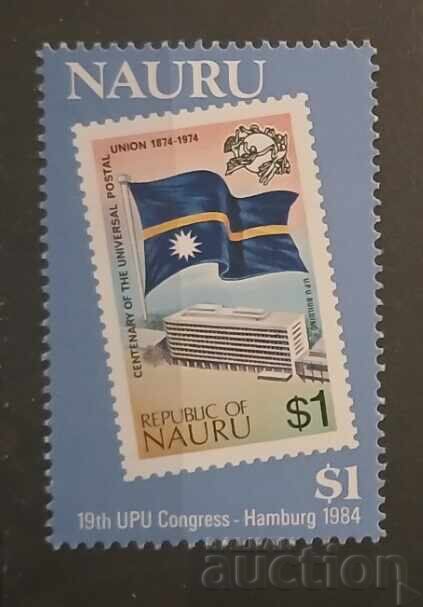 NAURU
CENTENARY OF THE UNIVERSAL POSTAL UNION 1874-1974
UPU BUILDING
REPUBLIC OF
NAURU
$1
$1
19th UPU Congress - Hamburg 1984
auction